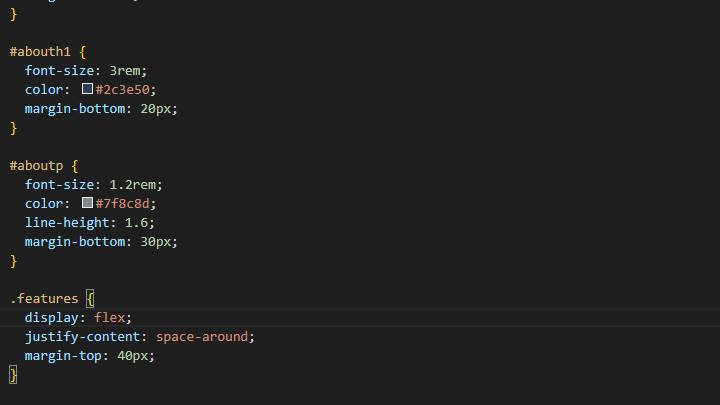 }
#abouth1 {
font-size: 3rem;
color: #2c3e50;
margin-bottom: 20px;
}
#aboutp {
font-size: 1.2rem;
color: #7f8c8d;
line-height: 1.6;
margin-bottom: 30px;
}
.features {
display: flex;
justify-content: space-around;
margin-top: 40px;
}